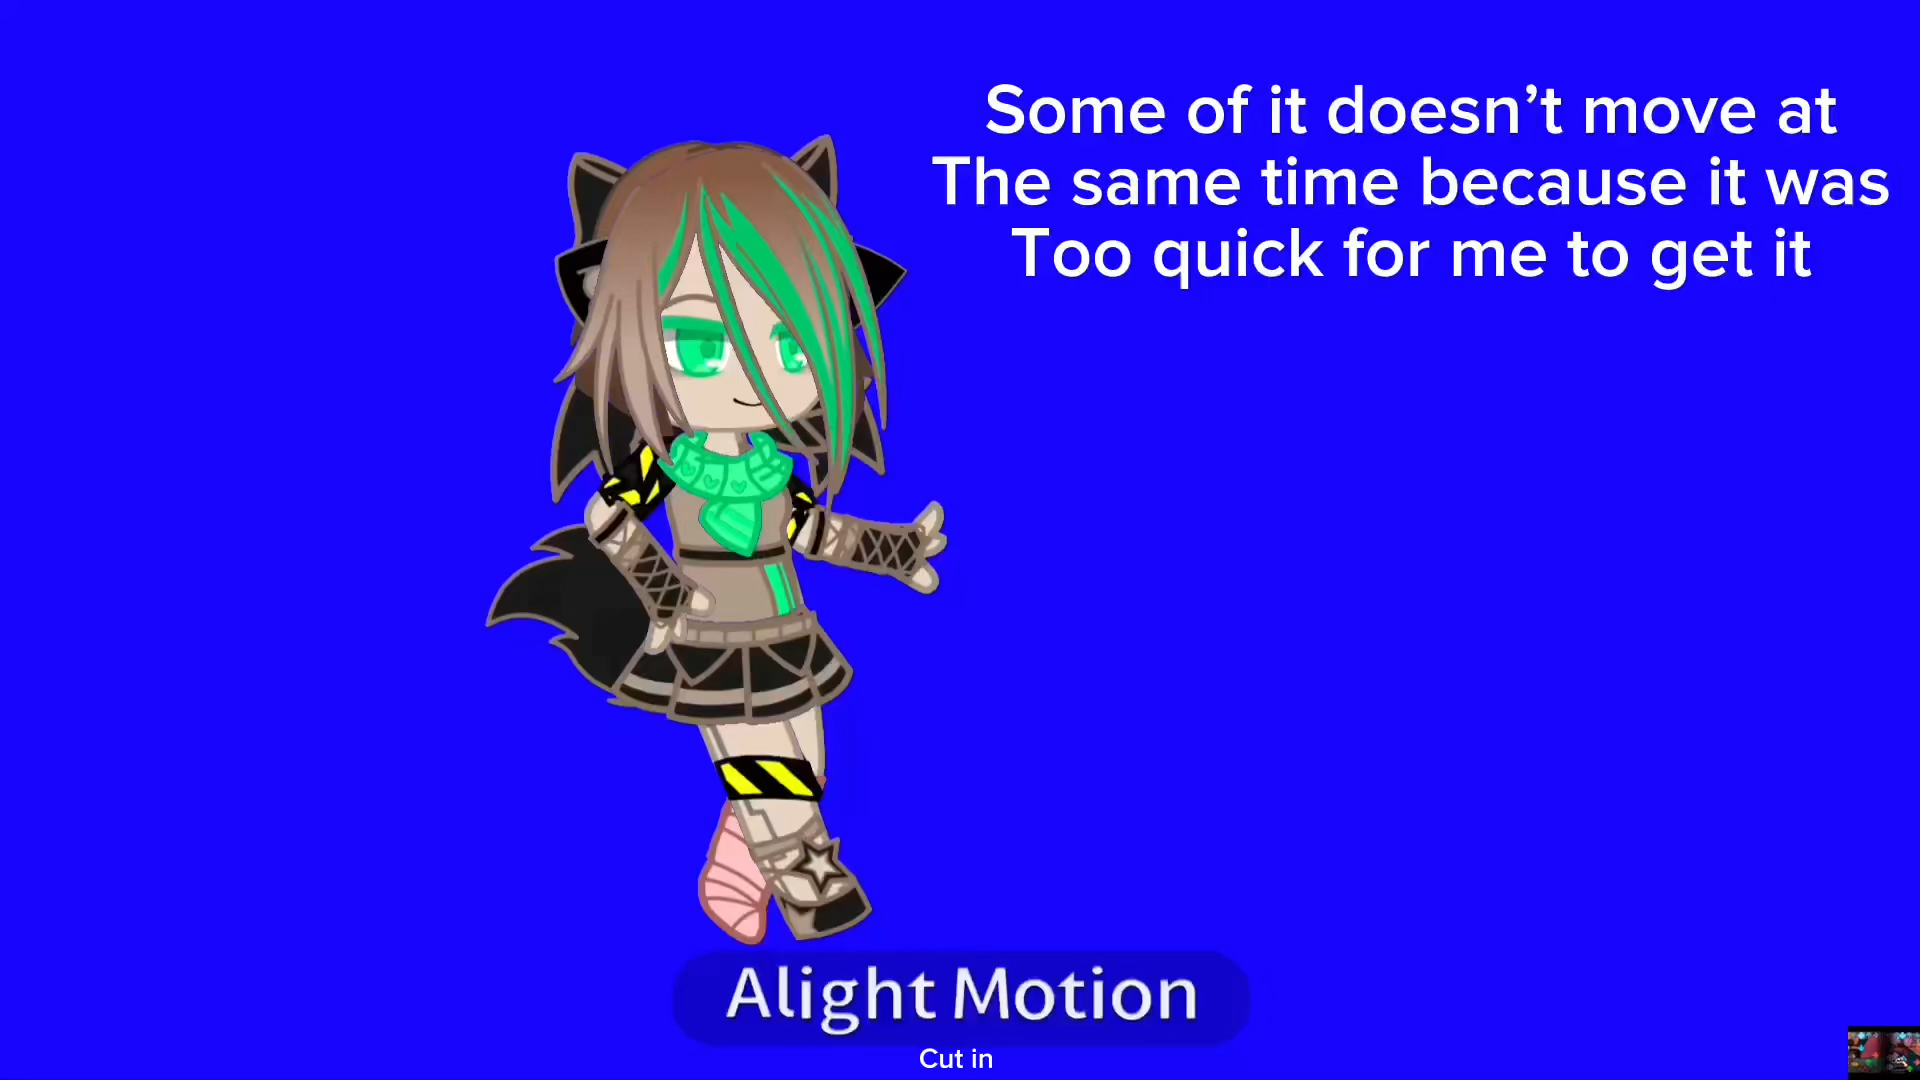 Some of it doesn’t move at
The same time because it was
Too quick for me to get it
Alight Motion
Cut in